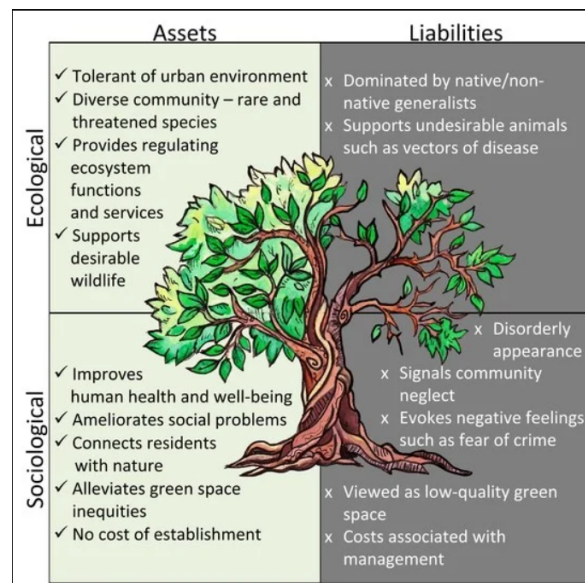 Assets
Liabilities
Ecological
✓ Tolerant of urban environment
✓ Diverse community – rare and
threatened species
✓ Provides regulating
ecosystem
functions
and services
✓ Supports
desirable
wildlife
x Dominated by native/non-
native generalists
x Supports undesirable animals
such as vectors of disease
Sociological
✓ Improves
human health and well-being
✓ Ameliorates social problems
✓ Connects residents
with nature
✓ Alleviates green space
inequities
✓ No cost of establishment
x Disorderly
appearance
x Signals community
neglect
x Evokes negative feelings
such as fear of crime
x Viewed as low-quality green
space
x Costs associated with
management